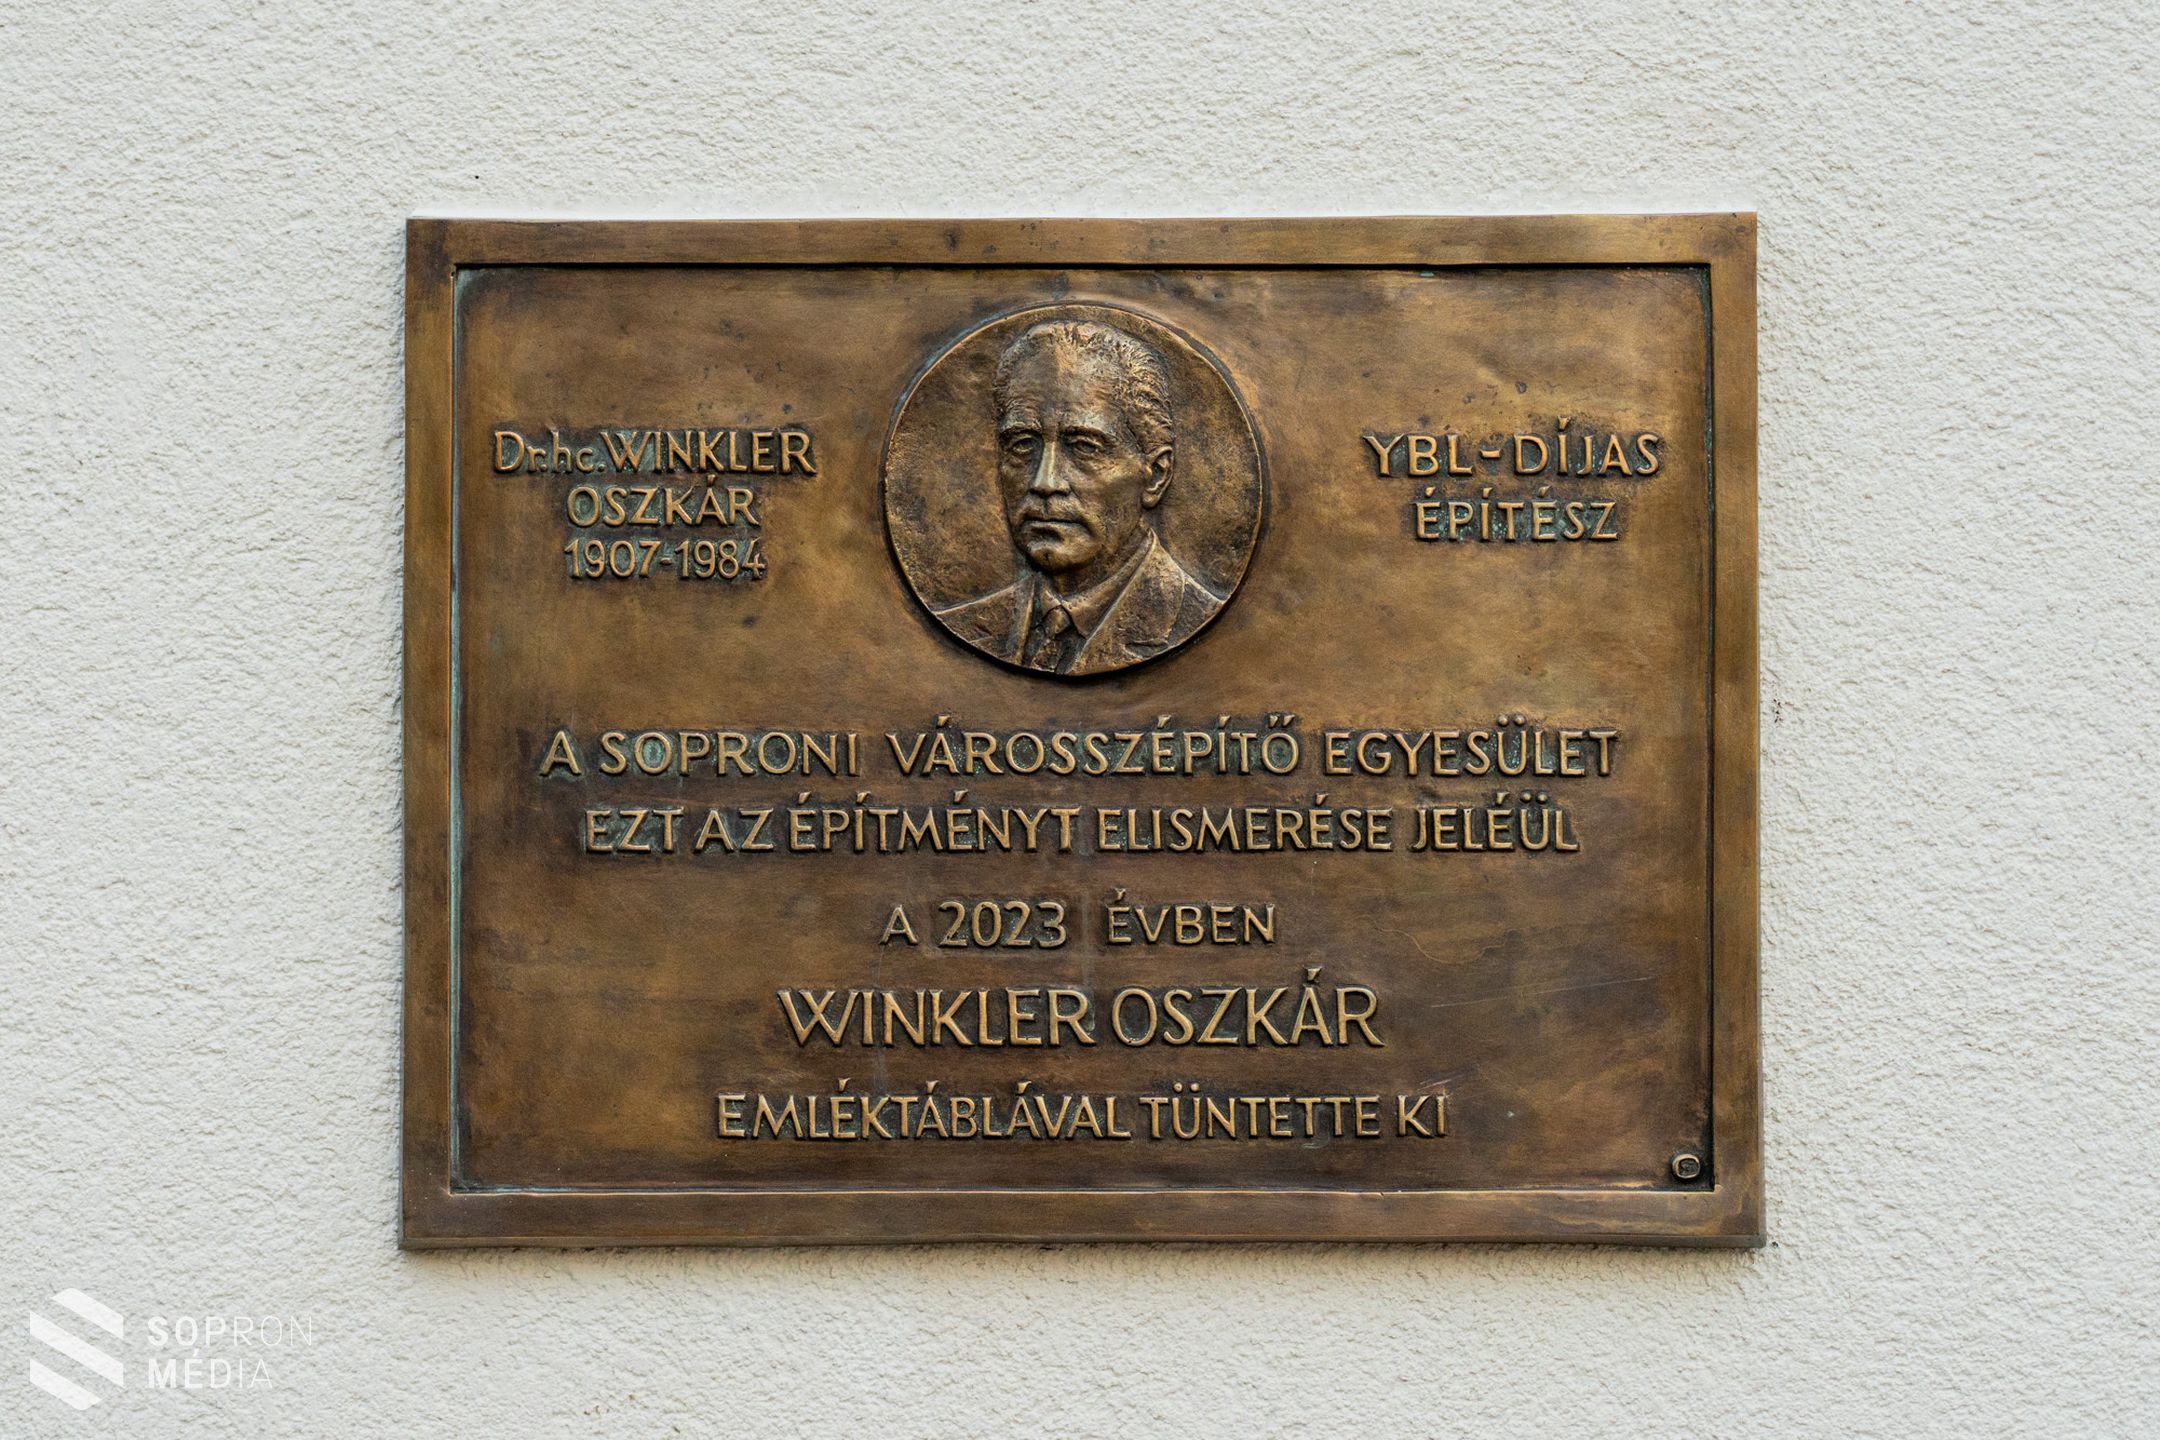 Dr.hc. WINKLER
OSZKÁR
1907-1984
YBL-DÍJAS
ÉPÍTÉSZ
A SOPRONI VÁROSSZÉPÍTŐ EGYESÜLET
EZT AZ ÉPÍTMÉNYT ELISMERÉSE JELÉÜL
A 2023 ÉVBEN
WINKLER OSZKÁR
EMLÉKTÁBLÁVAL TÜNTETTE KI
SOPRON
MÉDIA